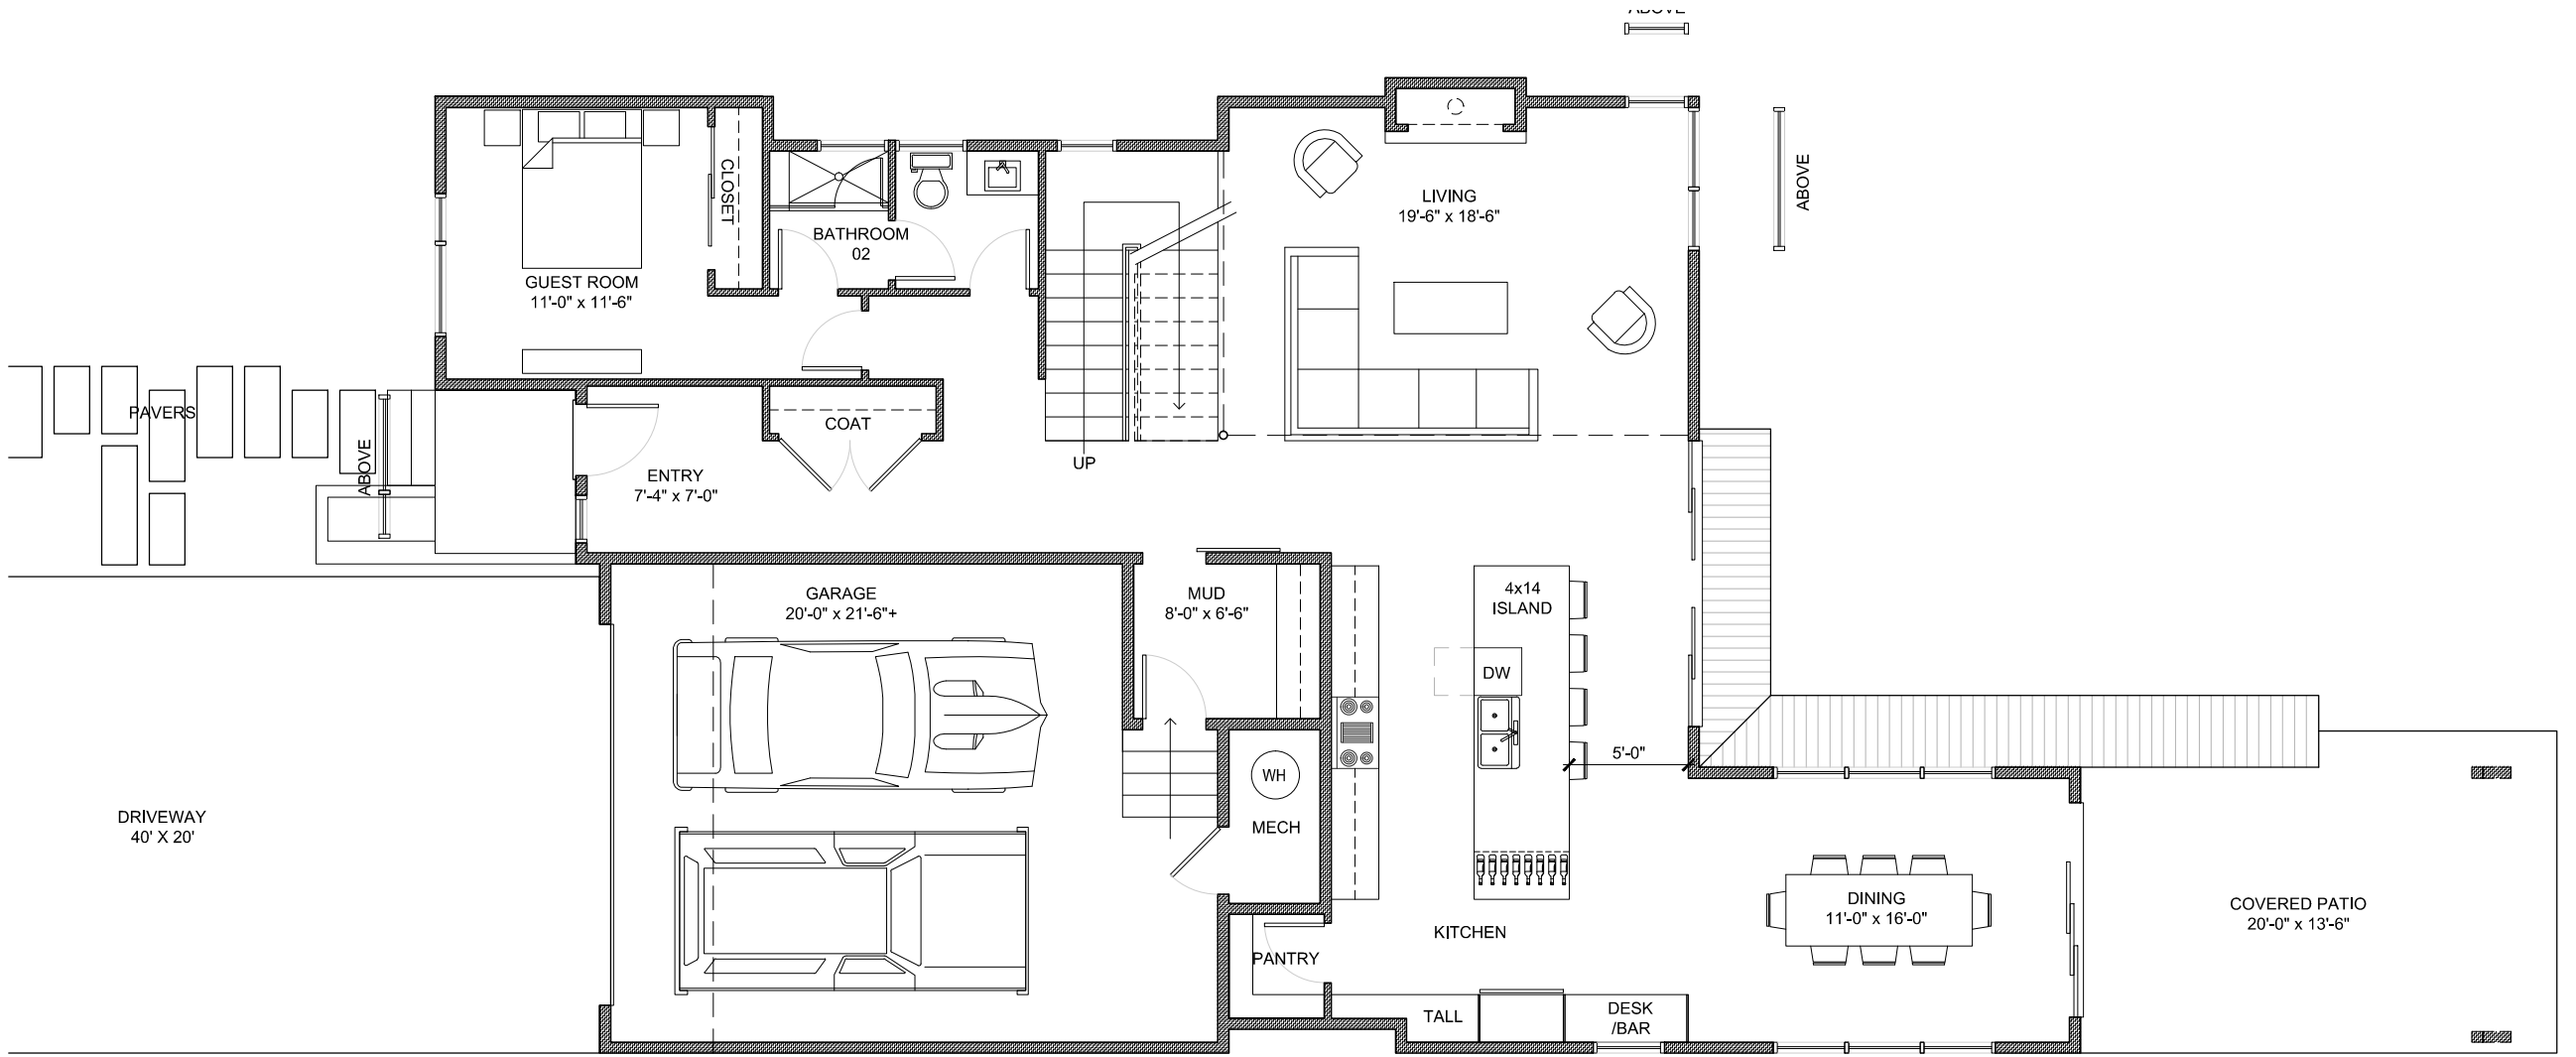 ABOVE
ABOVE
CLOSET
LIVING
19'-6" x 18'-6"
BATHROOM
02
GUEST ROOM
11'-0" x 11'-6"
PAVERS
ABOVE
COAT
ENTRY
7'-4" x 7'-0"
UP
GARAGE
20'-0" x 21'-6"+
MUD
8'-0" x 6'-6"
4x14
ISLAND
DW
5'-0"
WH
MECH
DRIVEWAY
40' X 20'
KITCHEN
PANTRY
DINING
11'-0" x 16'-0"
COVERED PATIO
20'-0" x 13'-6"
TALL
DESK
/BAR